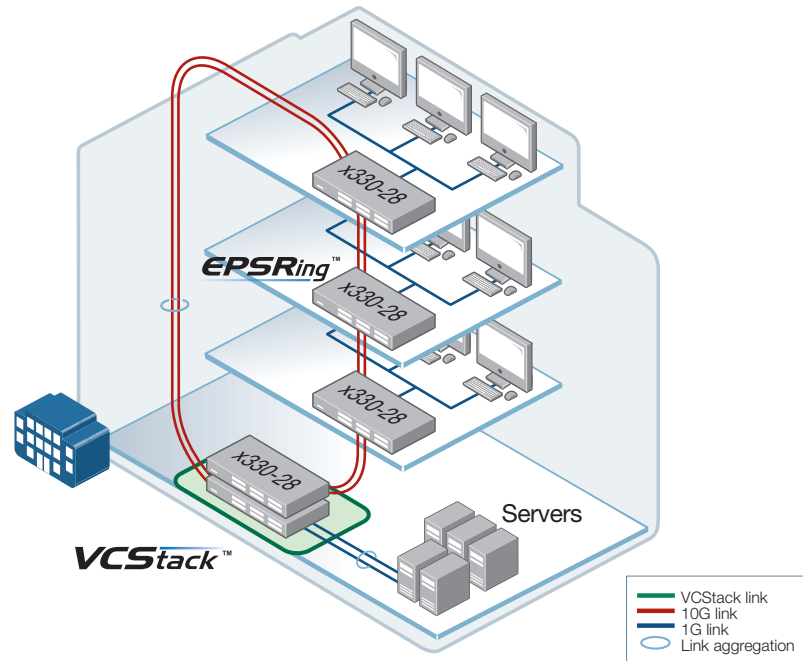 x330-28
EPSRing™
x330-28
x330-28
x330-28
Servers
VCStack™
VCStack link
10G link
1G link
Link aggregation